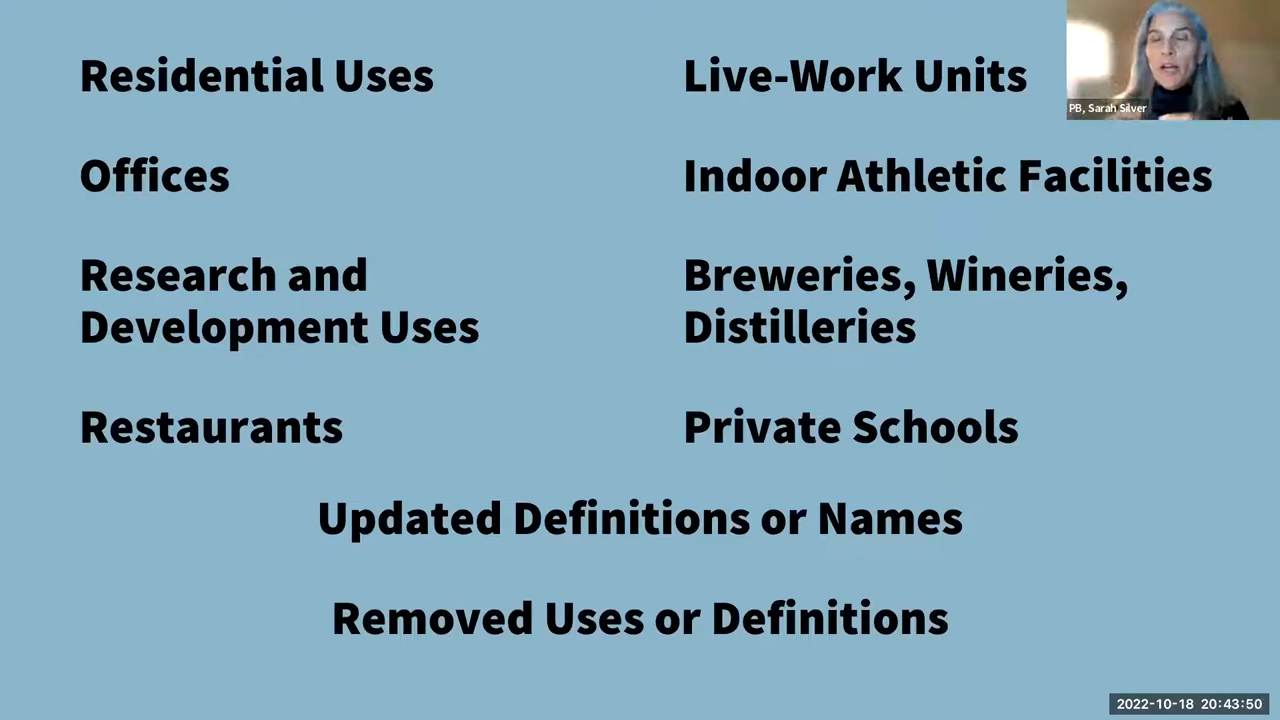 Residential Uses
Live-Work Units
PB, Sarah Silver
Offices
Indoor Athletic Facilities
Research and
Development Uses
Breweries, Wineries,
Distilleries
Restaurants
Private Schools
Updated Definitions or Names
Removed Uses or Definitions
2022-10-18 20:43:50